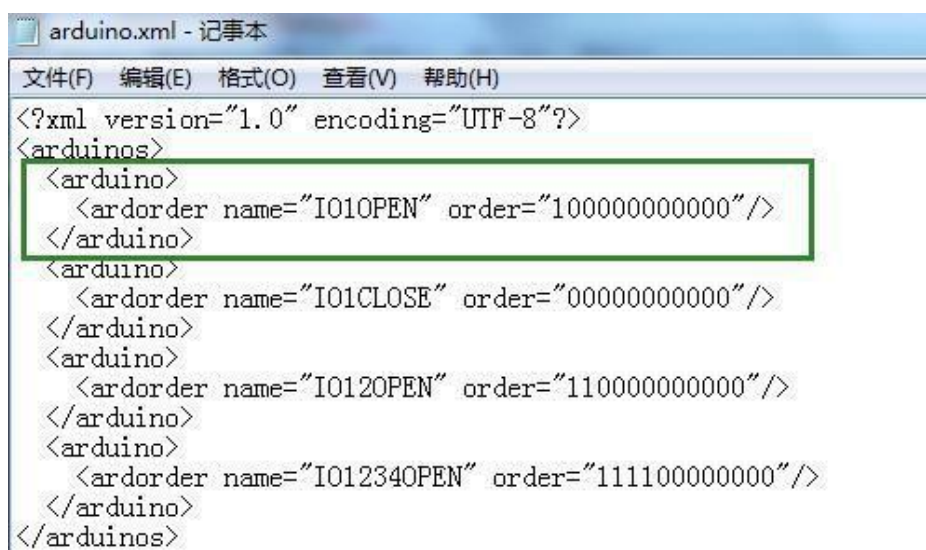 arduino.xml - 记事本
文件(F) 编辑(E) 格式(O) 查看(V) 帮助(H)
<?xml version="1.0" encoding="UTF-8"?>
<arduinos>
  <arduino>
    <ardorder name="IO1OPEN" order="100000000000"/>
  </arduino>
  <arduino>
    <ardorder name="IO1CLOSE" order="00000000000"/>
  </arduino>
  <arduino>
    <ardorder name="IO12OPEN" order="110000000000"/>
  </arduino>
  <arduino>
    <ardorder name="IO1234OPEN" order="111100000000"/>
  </arduino>
</arduinos>